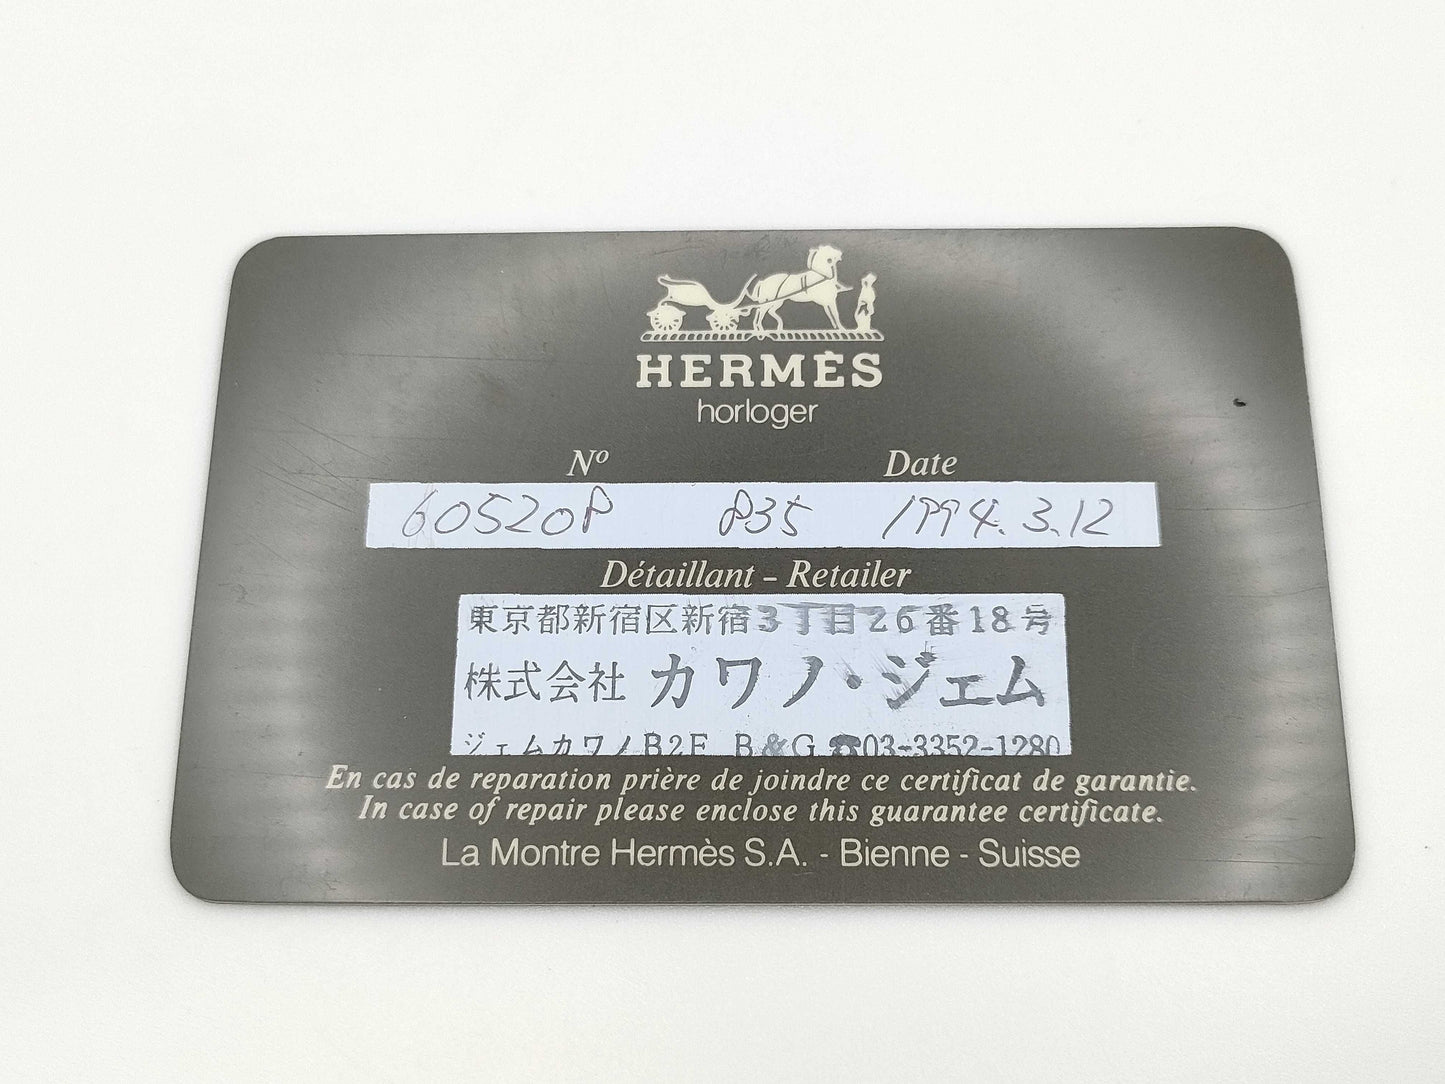 HERMÈS
horloger
Nº Date
605208 835 1994.3.12
Détaillant - Retailer
東京都新宿区新宿3丁目26番18号
株式会社 カワノ・ジェム
ジェムカワノB2F B&G ☎03-3352-1280
En cas de reparation prière de joindre ce certificat de garantie.
In case of repair please enclose this guarantee certificate.
La Montre Hermès S.A. - Bienne - Suisse